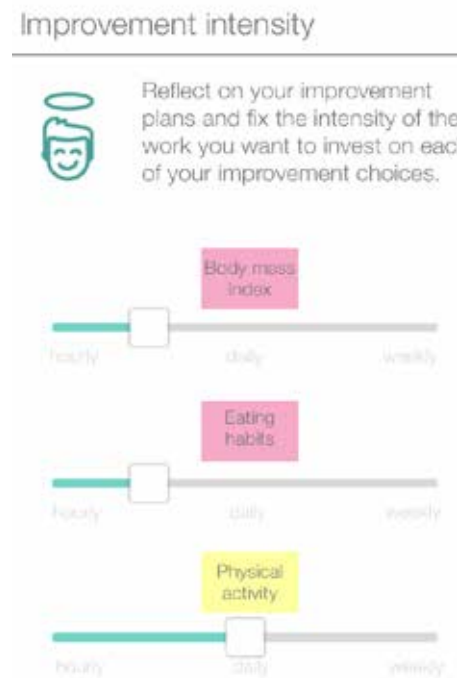 Improvement intensity
Reflect on your improvement
plans and fix the intensity of the
work you want to invest on each
of your improvement choices.
Body mass
index
hourly daily weekly
Eating
habits
hourly daily weekly
Physical
activity
hourly daily weekly